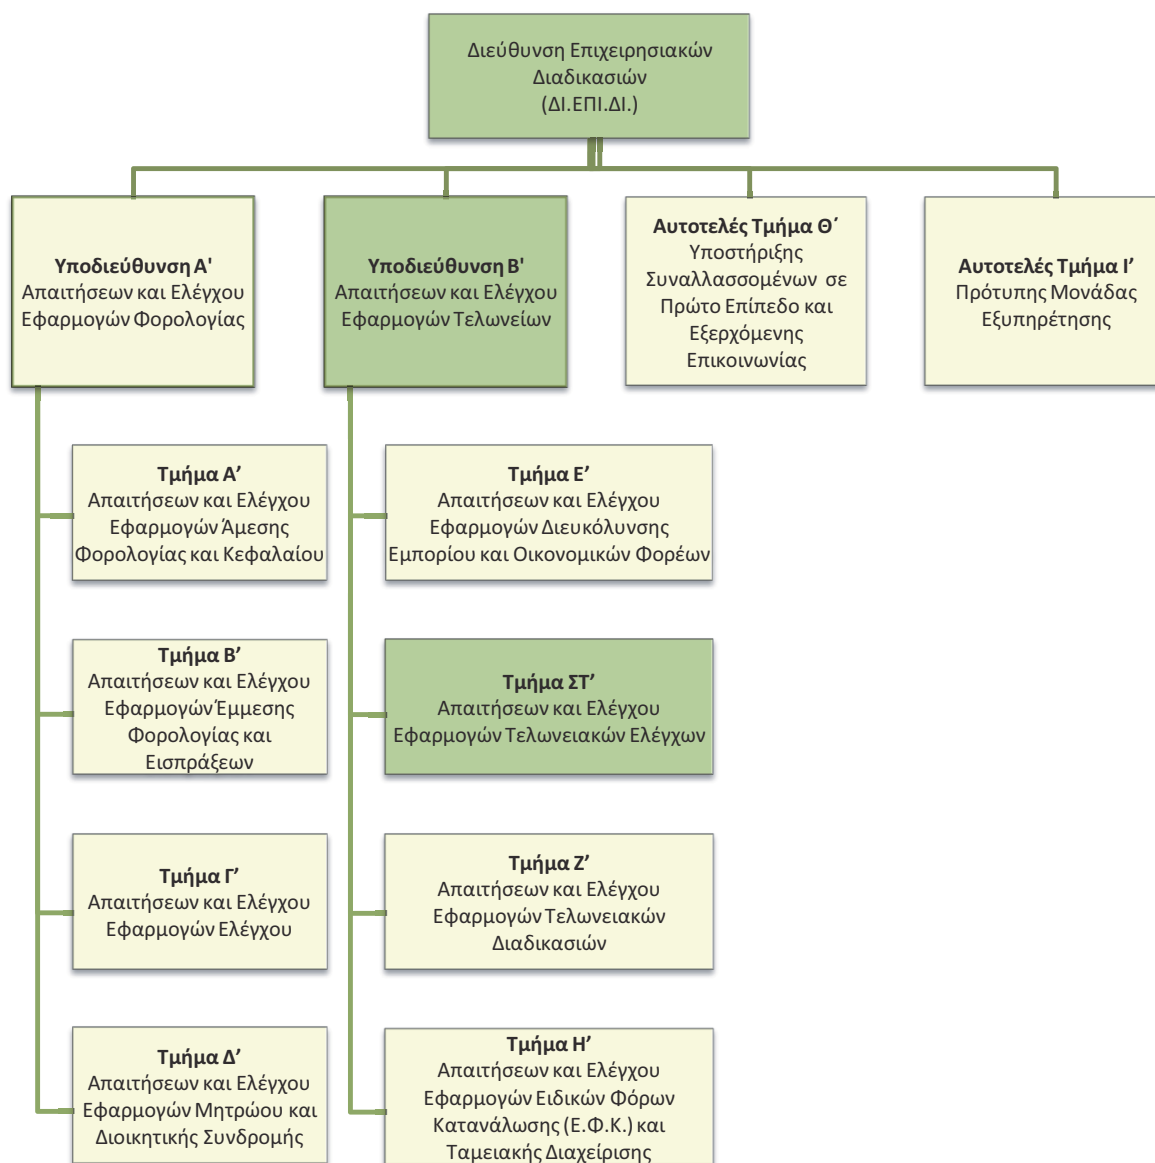 Διεύθυνση Επιχειρησιακών
Διαδικασιών
(ΔΙ.ΕΠΙ.ΔΙ.)
Υποδιεύθυνση Α'
Απαιτήσεων και Ελέγχου
Εφαρμογών Φορολογίας
Υποδιεύθυνση Β'
Απαιτήσεων και Ελέγχου
Εφαρμογών Τελωνείων
Αυτοτελές Τμήμα Θ΄
Υποστήριξης
Συναλλασσομένων σε
Πρώτο Επίπεδο και
Εξερχόμενης
Επικοινωνίας
Αυτοτελές Τμήμα Ι’
Πρότυπης Μονάδας
Εξυπηρέτησης
Τμήμα Α’
Απαιτήσεων και Ελέγχου
Εφαρμογών Άμεσης
Φορολογίας και Κεφαλαίου
Τμήμα Β’
Απαιτήσεων και Ελέγχου
Εφαρμογών Έμμεσης
Φορολογίας και
Εισπράξεων
Τμήμα Γ’
Απαιτήσεων και Ελέγχου
Εφαρμογών Ελέγχου
Τμήμα Δ’
Απαιτήσεων και Ελέγχου
Εφαρμογών Μητρώου και
Διοικητικής Συνδρομής
Τμήμα Ε’
Απαιτήσεων και Ελέγχου
Εφαρμογών Διευκόλυνσης
Εμπορίου και Οικονομικών Φορέων
Τμήμα ΣΤ’
Απαιτήσεων και Ελέγχου
Εφαρμογών Τελωνειακών Ελέγχων
Τμήμα Ζ’
Απαιτήσεων και Ελέγχου
Εφαρμογών Τελωνειακών
Διαδικασιών
Τμήμα Η’
Απαιτήσεων και Ελέγχου
Εφαρμογών Ειδικών Φόρων
Κατανάλωσης (Ε.Φ.Κ.) και
Ταμειακής Διαχείρισης